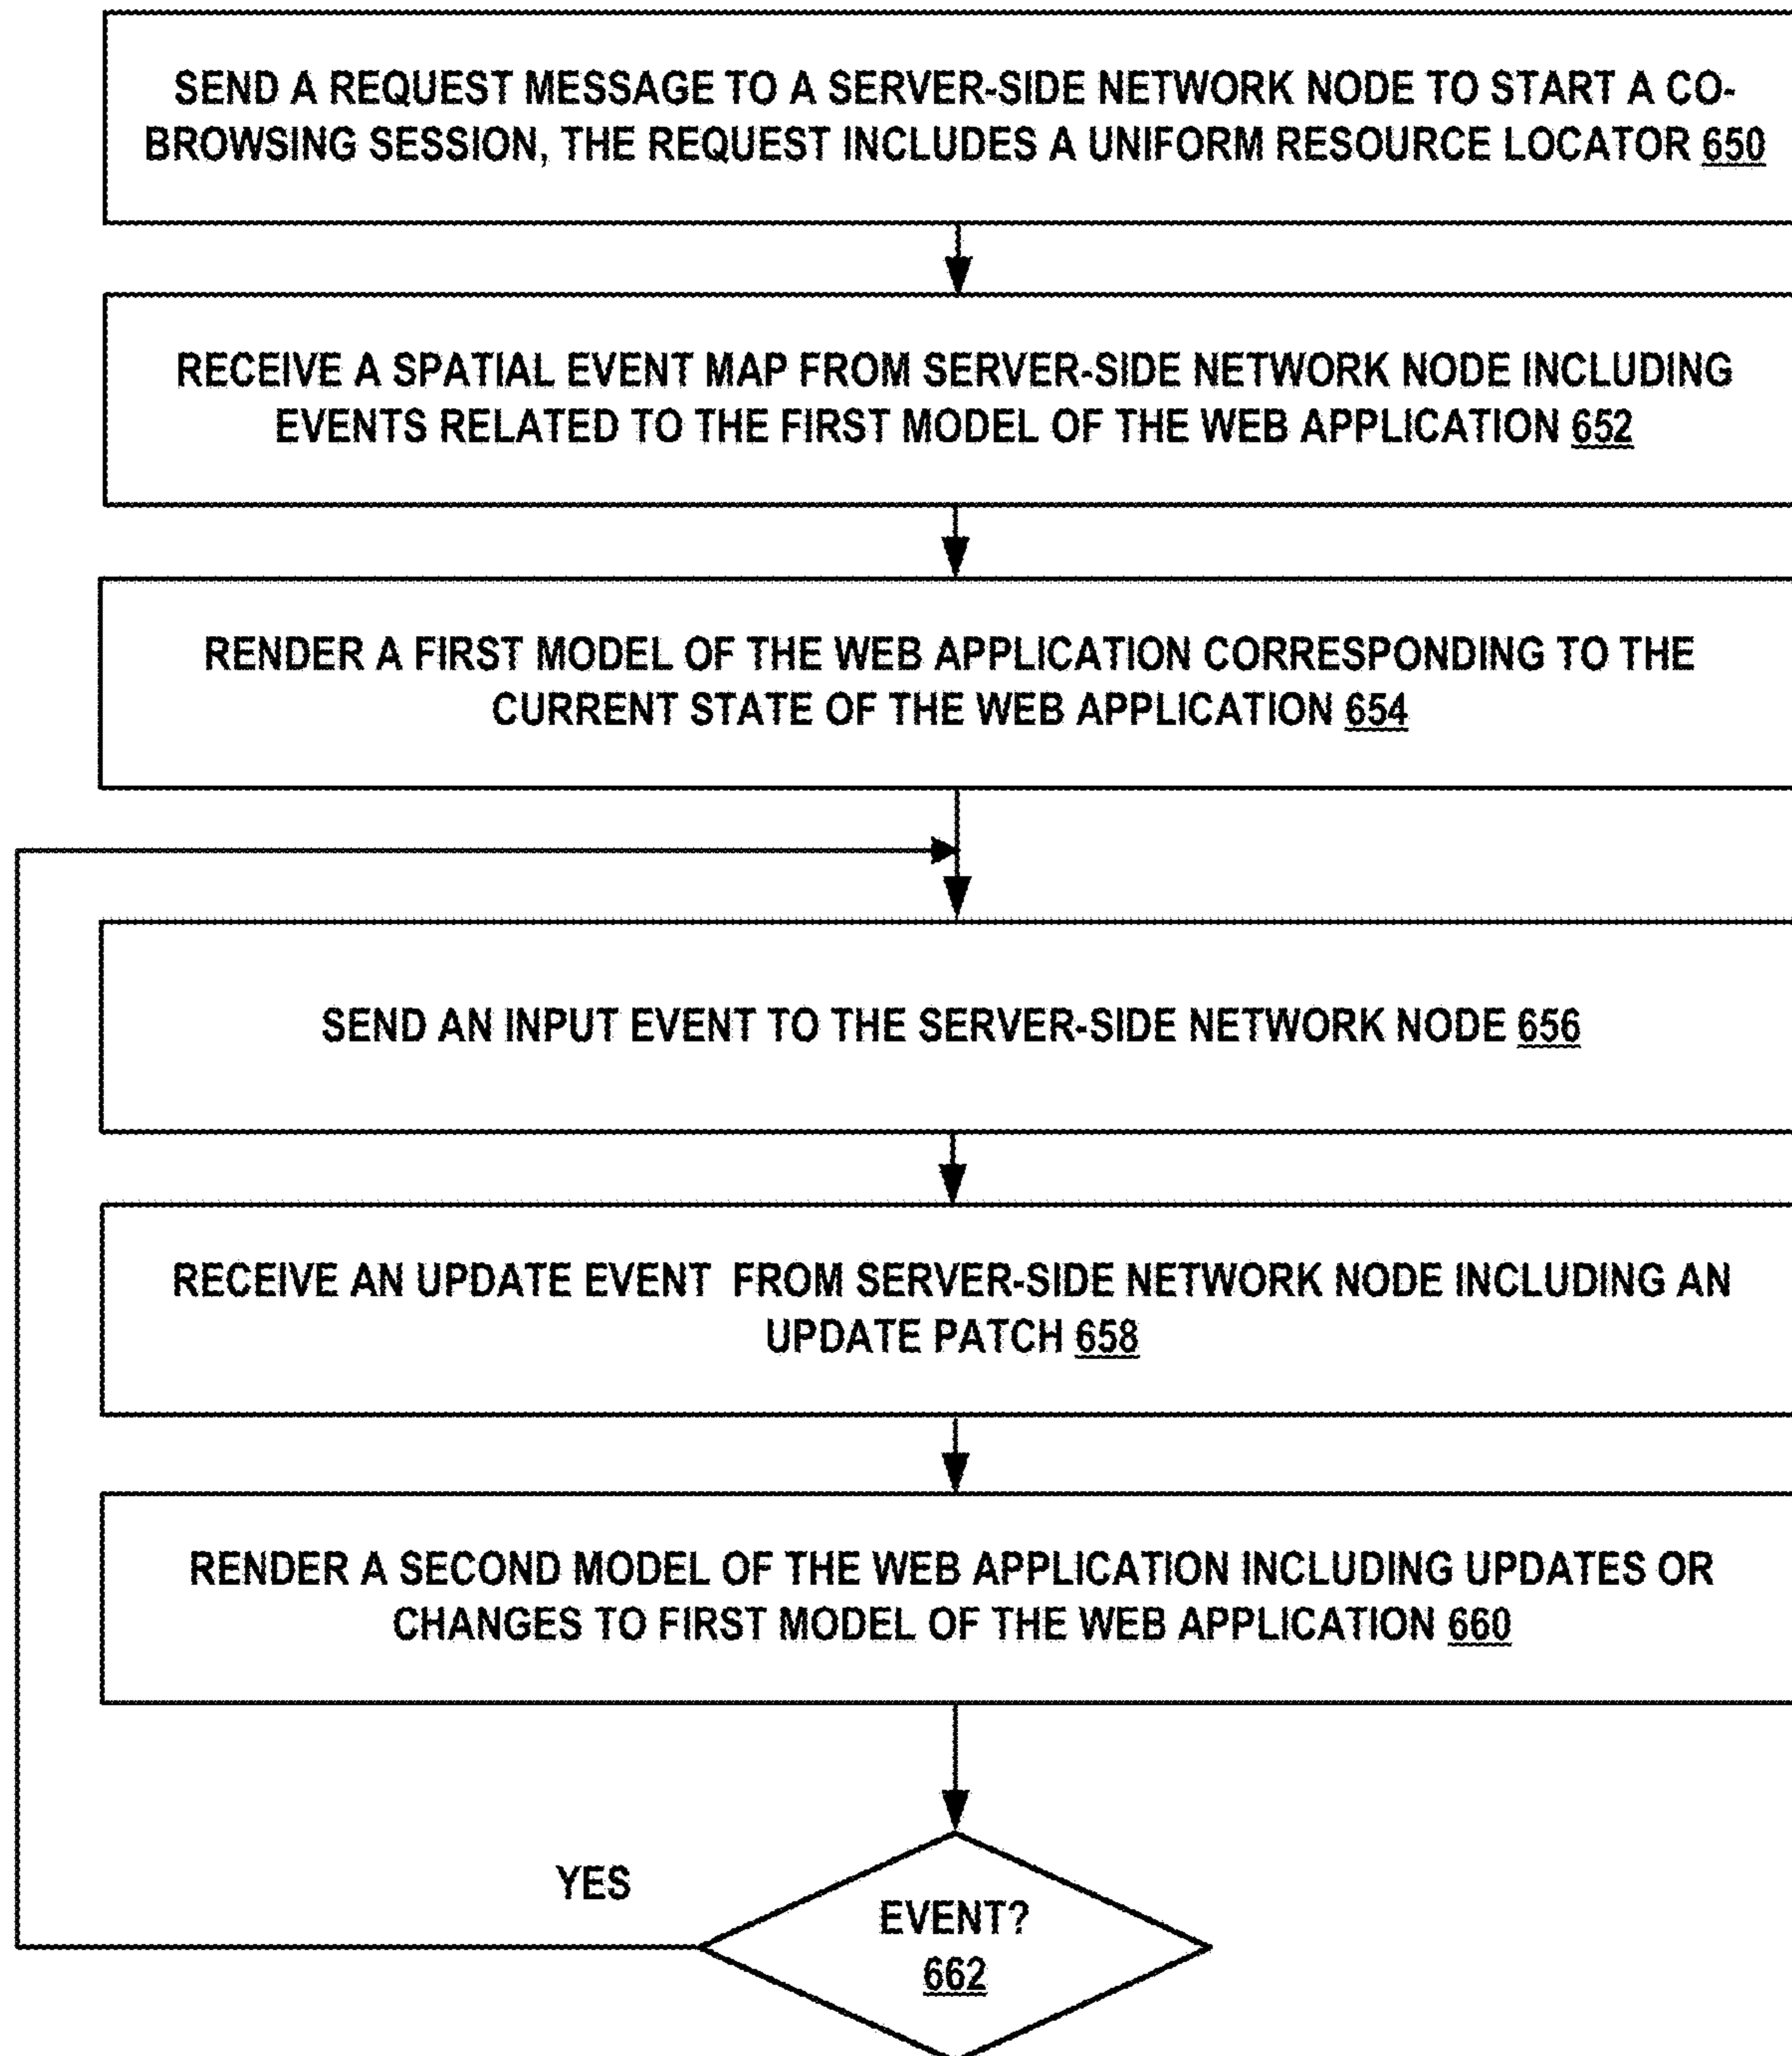 SEND A REQUEST MESSAGE TO A SERVER-SIDE NETWORK NODE TO START A CO-
BROWSING SESSION, THE REQUEST INCLUDES A UNIFORM RESOURCE LOCATOR 650
RECEIVE A SPATIAL EVENT MAP FROM SERVER-SIDE NETWORK NODE INCLUDING
EVENTS RELATED TO THE FIRST MODEL OF THE WEB APPLICATION 652
RENDER A FIRST MODEL OF THE WEB APPLICATION CORRESPONDING TO THE
CURRENT STATE OF THE WEB APPLICATION 654
SEND AN INPUT EVENT TO THE SERVER-SIDE NETWORK NODE 656
RECEIVE AN UPDATE EVENT FROM SERVER-SIDE NETWORK NODE INCLUDING AN
UPDATE PATCH 658
RENDER A SECOND MODEL OF THE WEB APPLICATION INCLUDING UPDATES OR
CHANGES TO FIRST MODEL OF THE WEB APPLICATION 660
YES
EVENT?
662